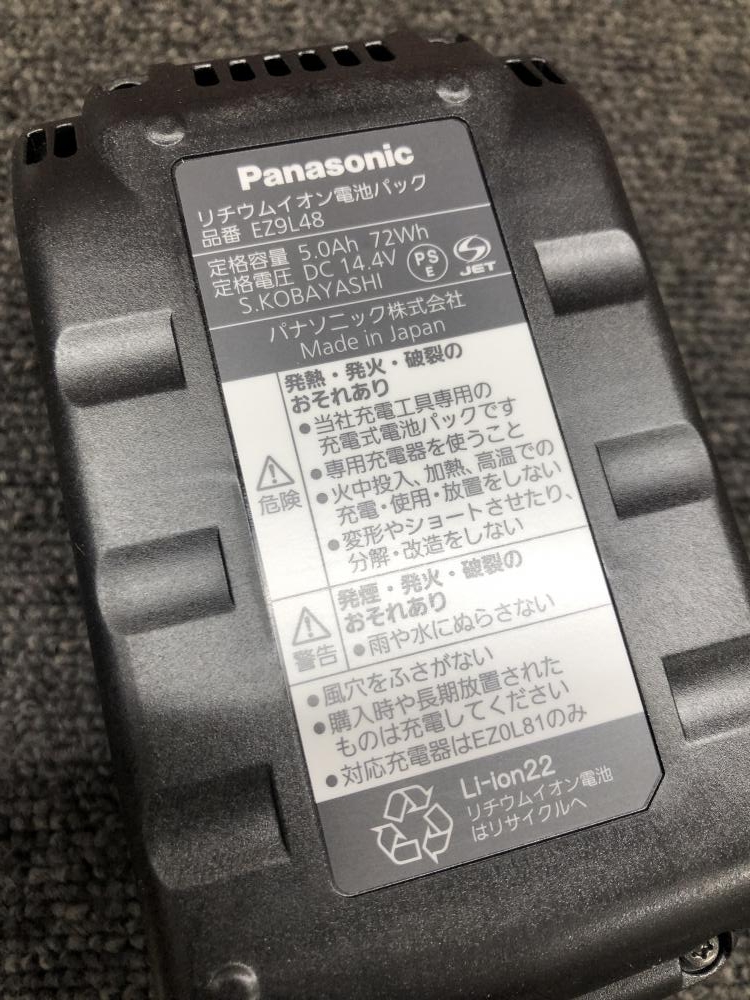 Panasonic
リチウムイオン電池パック
品番 EZ9L48
定格容量 5.0Ah 72Wh
定格電圧 DC 14.4V
S.KOBAYASHI
PS
E
JET
パナソニック株式会社
Made in Japan
危険
発熱・発火・破裂の
おそれあり
●当社充電工具専用の
充電式電池パックです
●専用充電器を使うこと
●火中投入、加熱、高温での
充電・使用・放置をしない
●変形やショートさせたり、
分解・改造をしない
警告
発煙・発火・破裂の
おそれあり
●雨や水にぬらさない
●風穴をふさがない
●購入時や長期放置された
ものは充電してください
●対応充電器はEZ0L81のみ
Li-ion22
リチウムイオン電池
はリサイクルへ